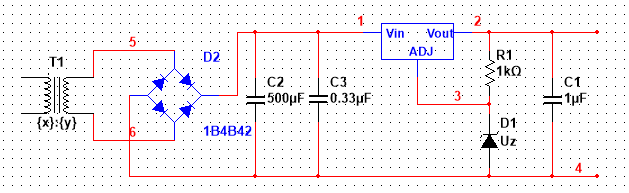 1
2
Vin Vout
ADJ
5
D2
R1
1kΩ
T1
C2
500µF
C3
0.33µF
C1
1µF
3
{x}:{y}
6
1B4B42
D1
Uz
4